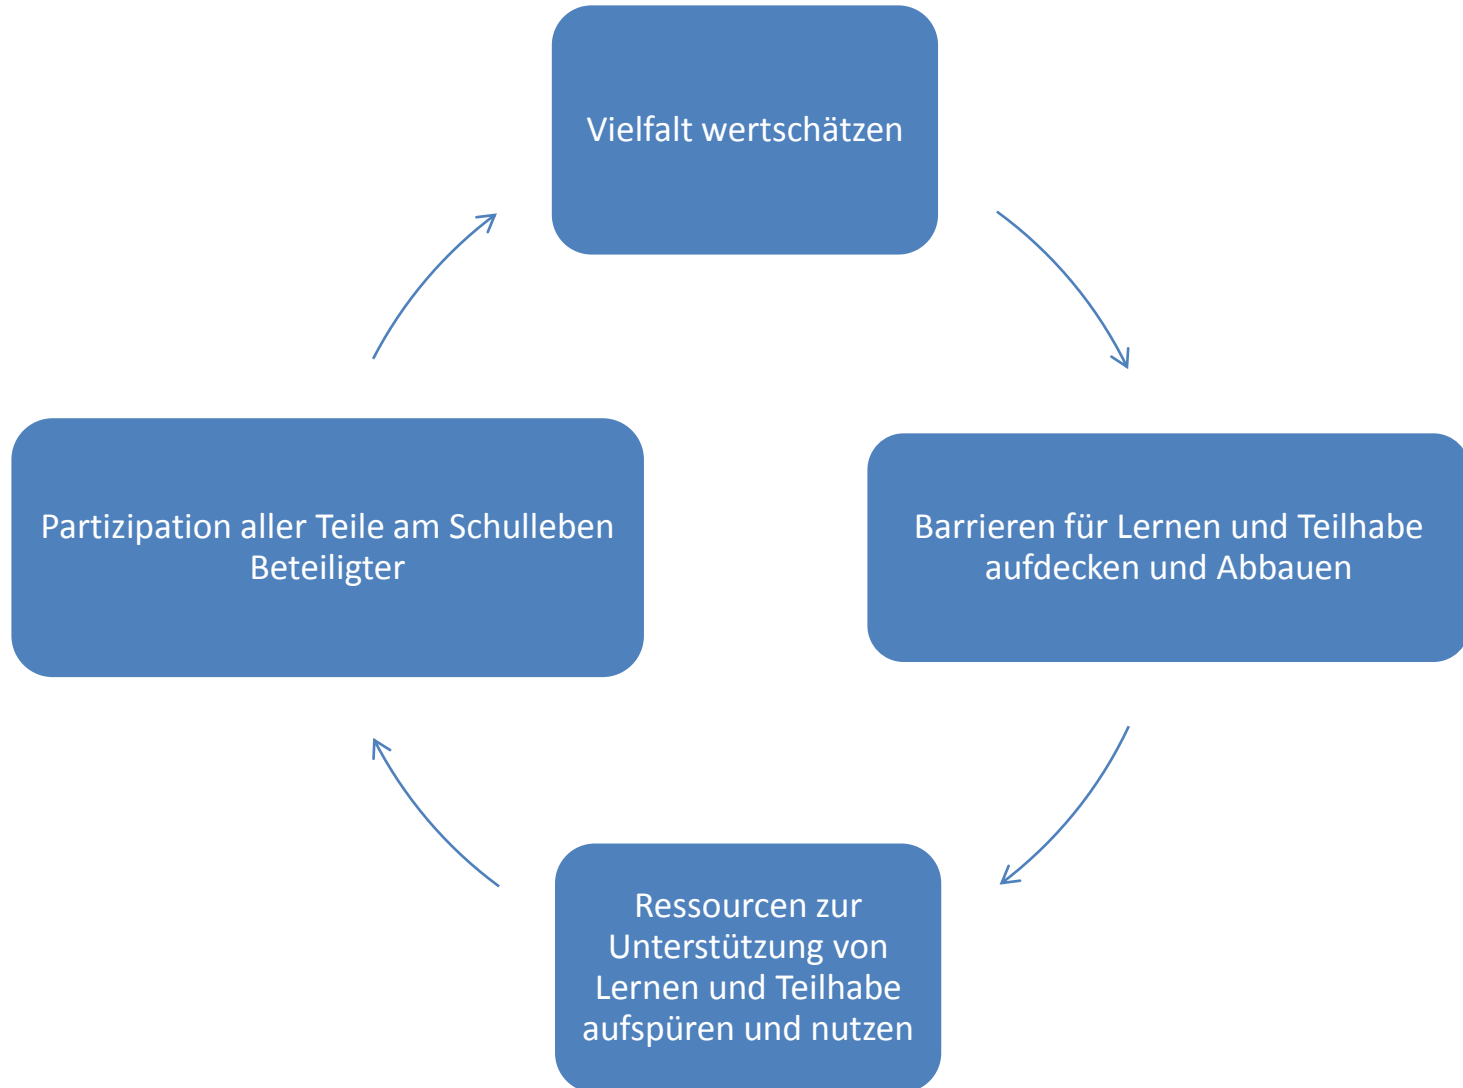 Vielfalt wertschätzen
Partizipation aller Teile am Schulleben
Beteiligter
Barrieren für Lernen und Teilhabe
aufdecken und Abbauen
Ressourcen zur
Unterstützung von
Lernen und Teilhabe
aufspüren und nutzen